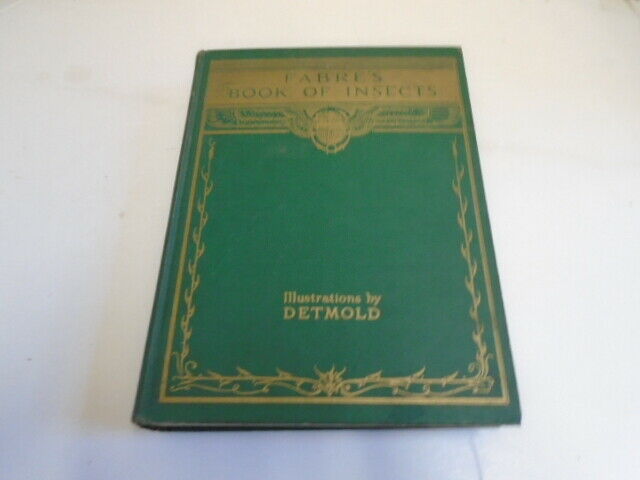 FABRE'S
BOOK OF INSECTS
Illustrations by
DETMOLD